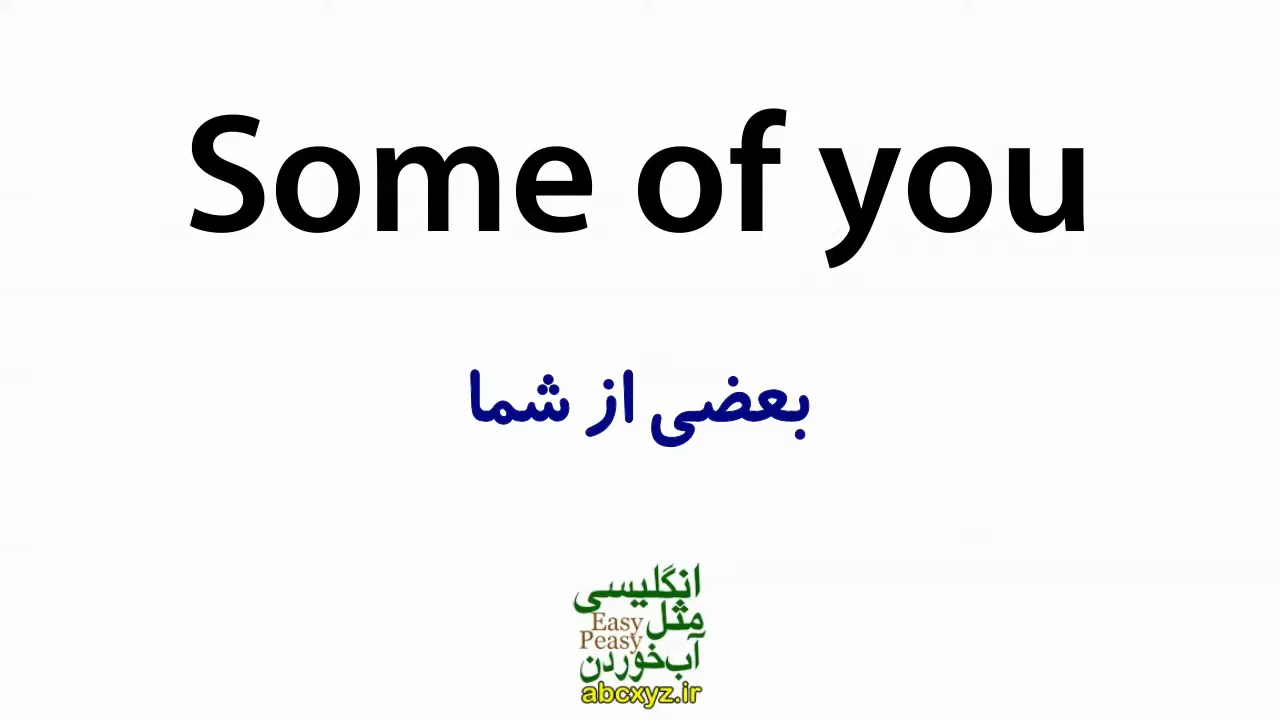 Some of you
بعضی از شما
انگلیسی
مثل Easy
Peasy
آب‌خوردن
abcxyz.ir